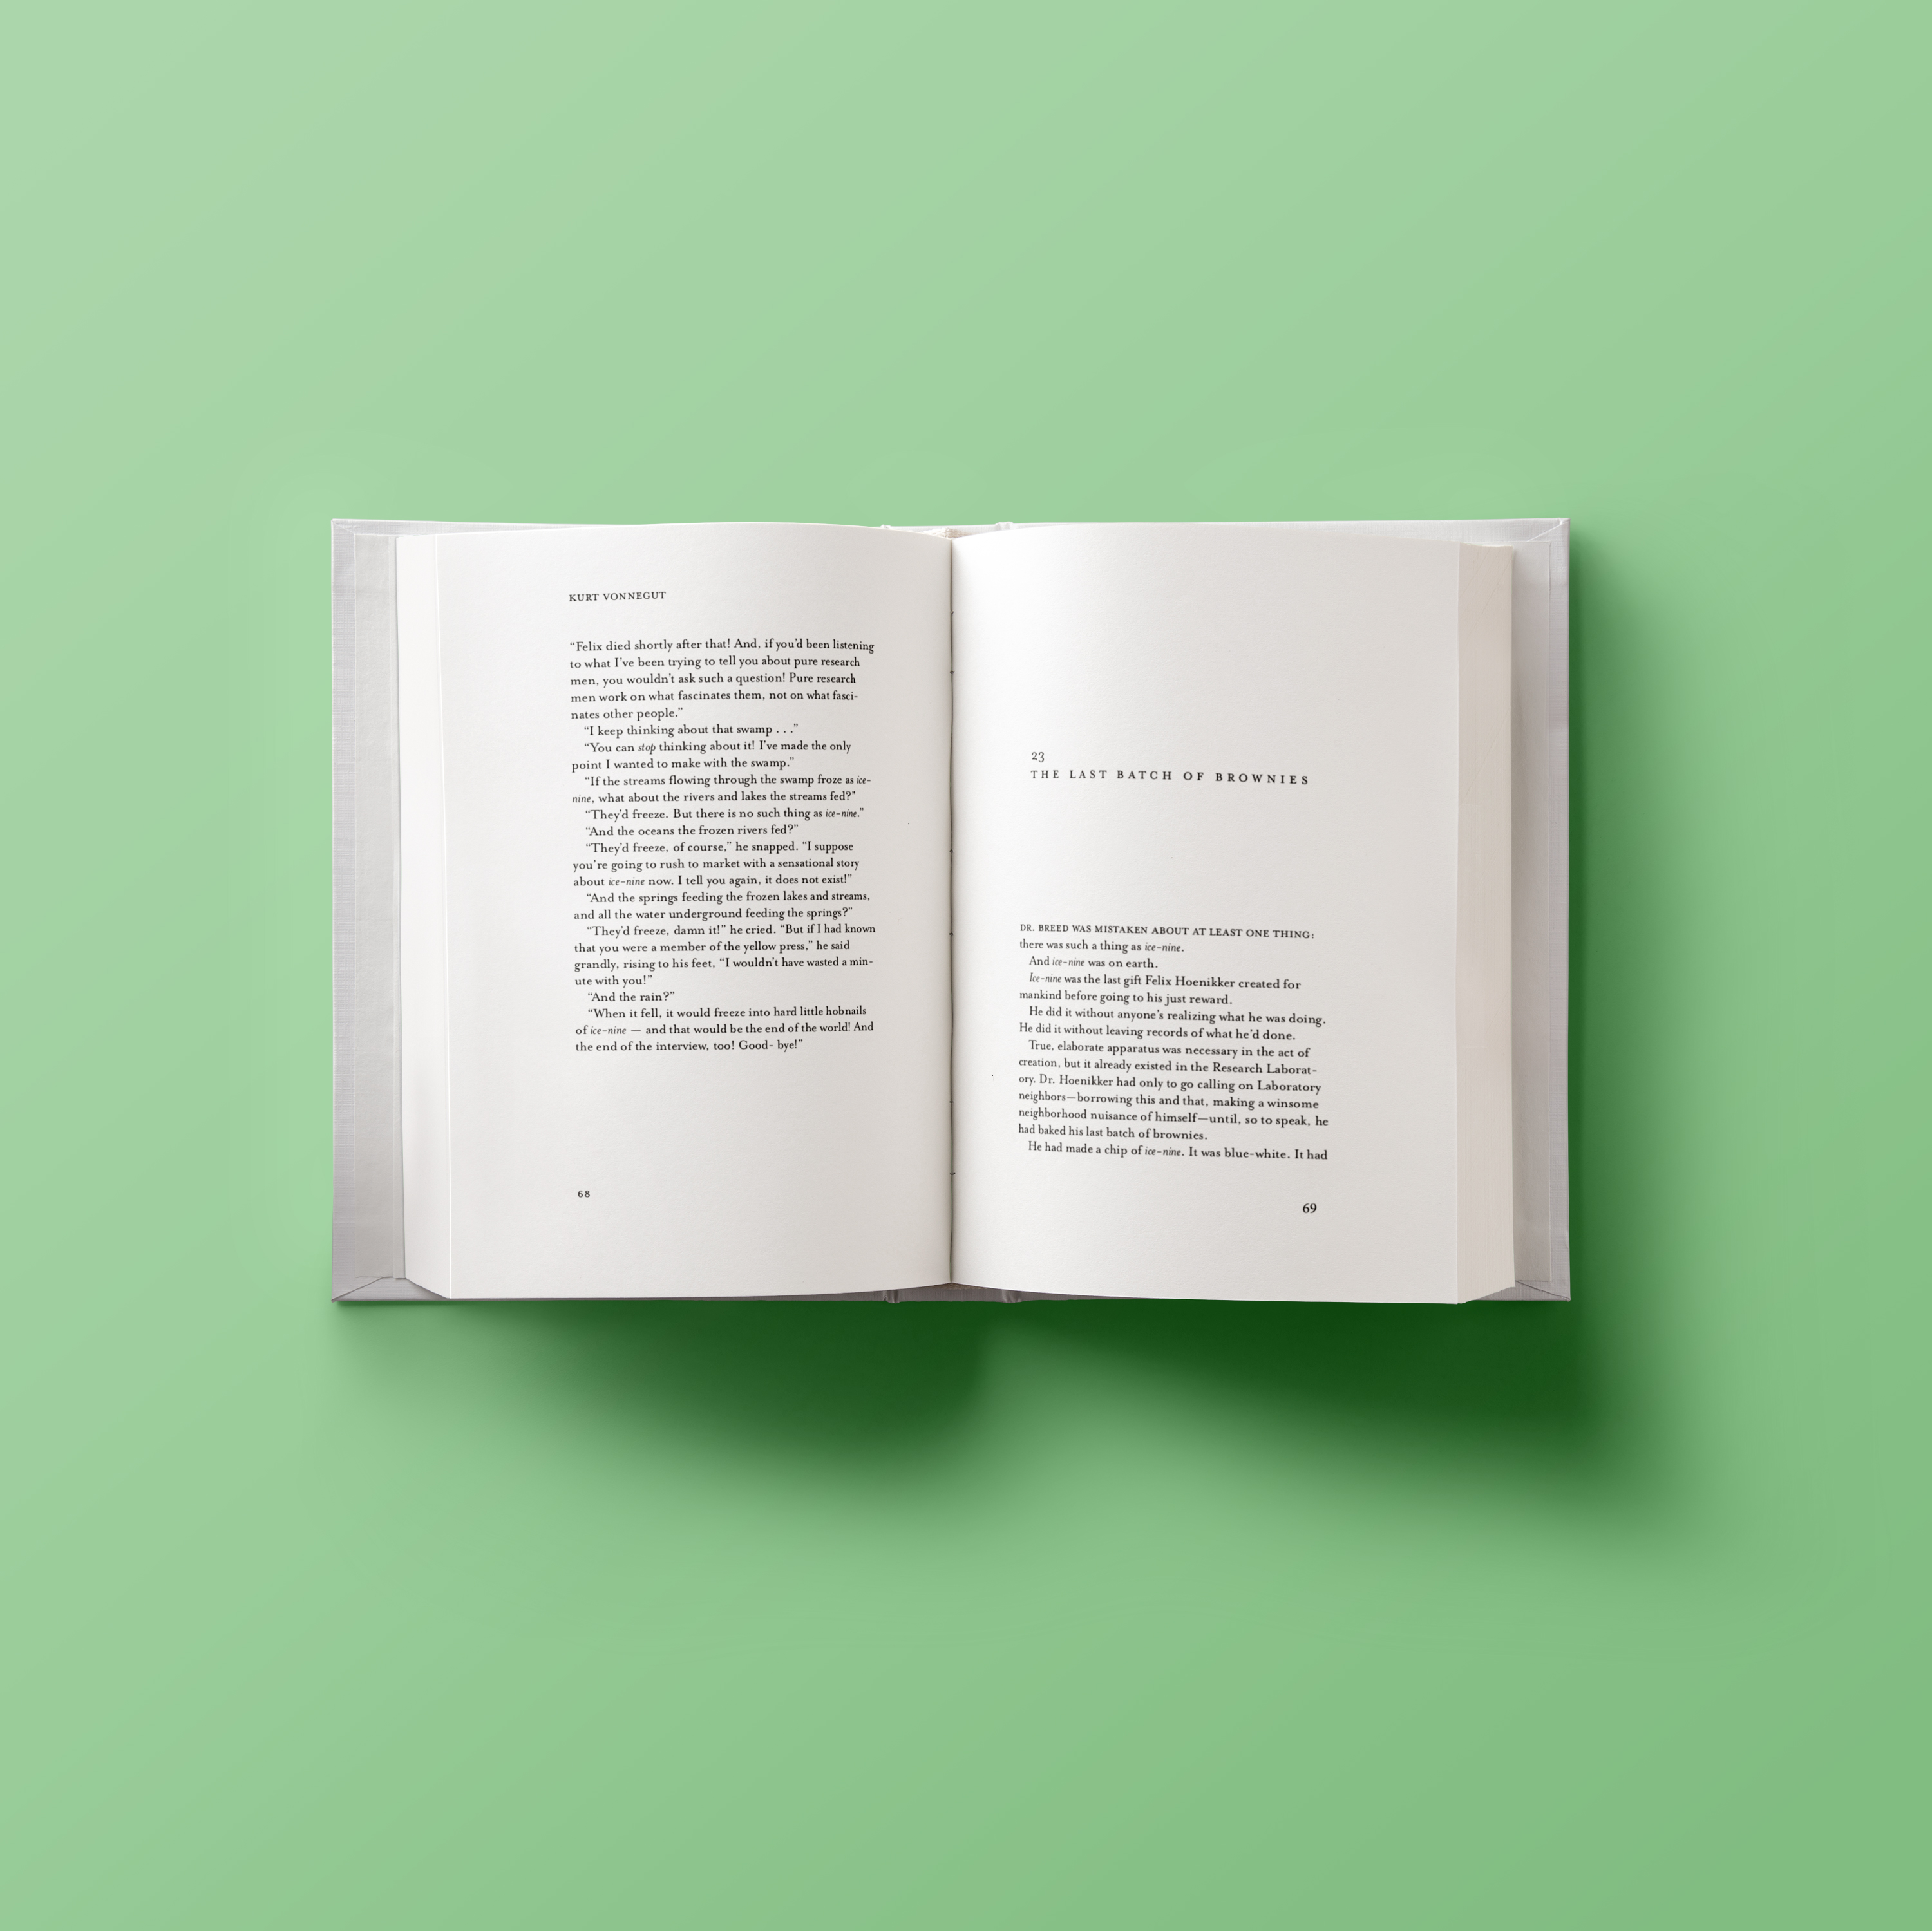 KURT VONNEGUT
“Felix died shortly after that! And, if you’d been listening
to what I’ve been trying to tell you about pure research
men, you wouldn’t ask such a question! Pure research
men work on what fascinates them, not on what fasci-
nates other people.”
“I keep thinking about that swamp . . .”
“You can stop thinking about it! I’ve made the only
point I wanted to make with the swamp.”
“If the streams flowing through the swamp froze as ice-
nine, what about the rivers and lakes the streams fed?”
“They’d freeze. But there is no such thing as ice-nine.”
“And the oceans the frozen rivers fed?”
“They’d freeze, of course,” he snapped. “I suppose
you’re going to rush to market with a sensational story
about ice-nine now. I tell you again, it does not exist!”
“And the springs feeding the frozen lakes and streams,
and all the water underground feeding the springs?”
“They’d freeze, damn it!” he cried. “But if I had known
that you were a member of the yellow press,” he said
grandly, rising to his feet, “I wouldn’t have wasted a min-
ute with you!”
“And the rain?”
“When it fell, it would freeze into hard little hobnails
of ice-nine — and that would be the end of the world! And
the end of the interview, too! Good- bye!”
68
23
THE LAST BATCH OF BROWNIES
DR. BREED WAS MISTAKEN ABOUT AT LEAST ONE THING:
there was such a thing as ice-nine.
And ice-nine was on earth.
Ice-nine was the last gift Felix Hoenikker created for
mankind before going to his just reward.
He did it without anyone’s realizing what he was doing.
He did it without leaving records of what he’d done.
True, elaborate apparatus was necessary in the act of
creation, but it already existed in the Research Laborat-
ory. Dr. Hoenikker had only to go calling on Laboratory
neighbors—borrowing this and that, making a winsome
neighborhood nuisance of himself—until, so to speak, he
had baked his last batch of brownies.
He had made a chip of ice-nine. It was blue-white. It had
69